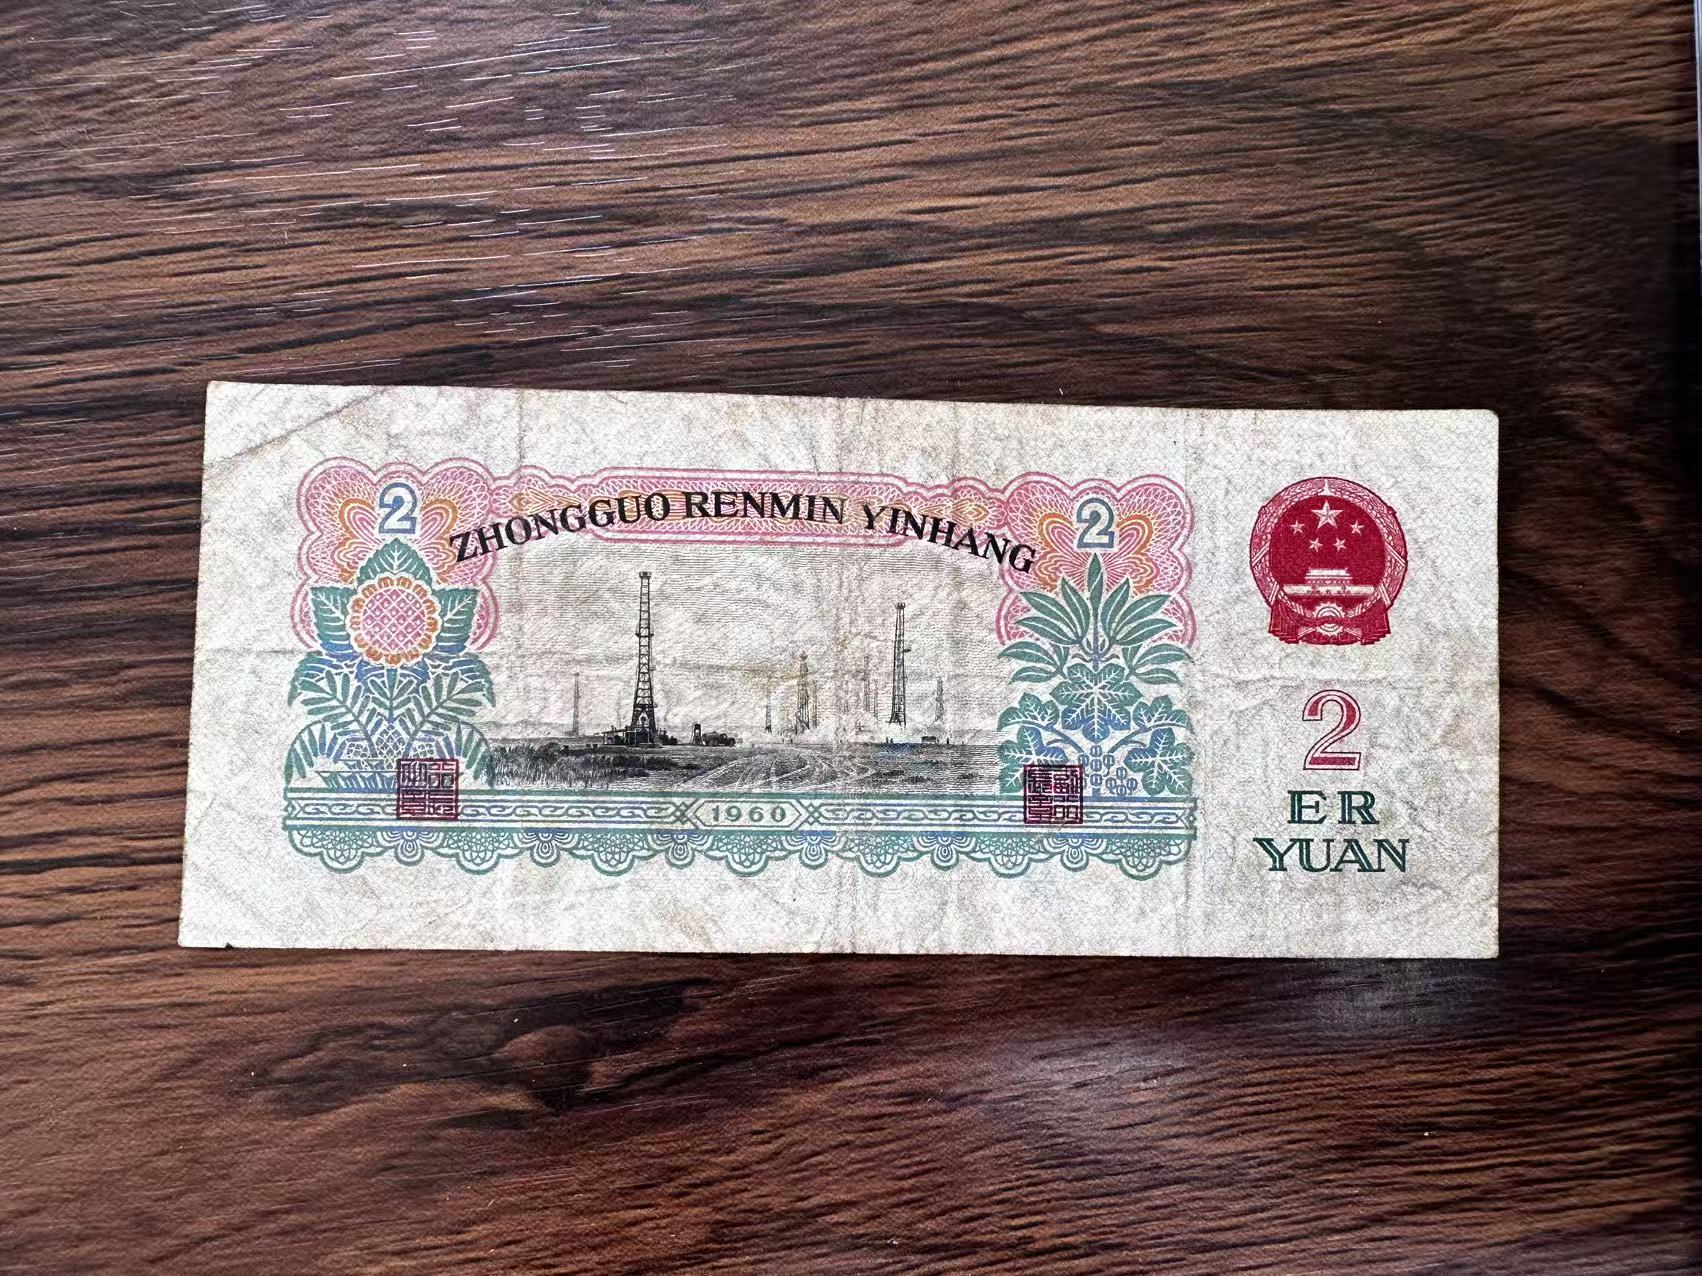 2
2
ZHONGGUO RENMIN YINHANG
1960
2
ER
YUAN